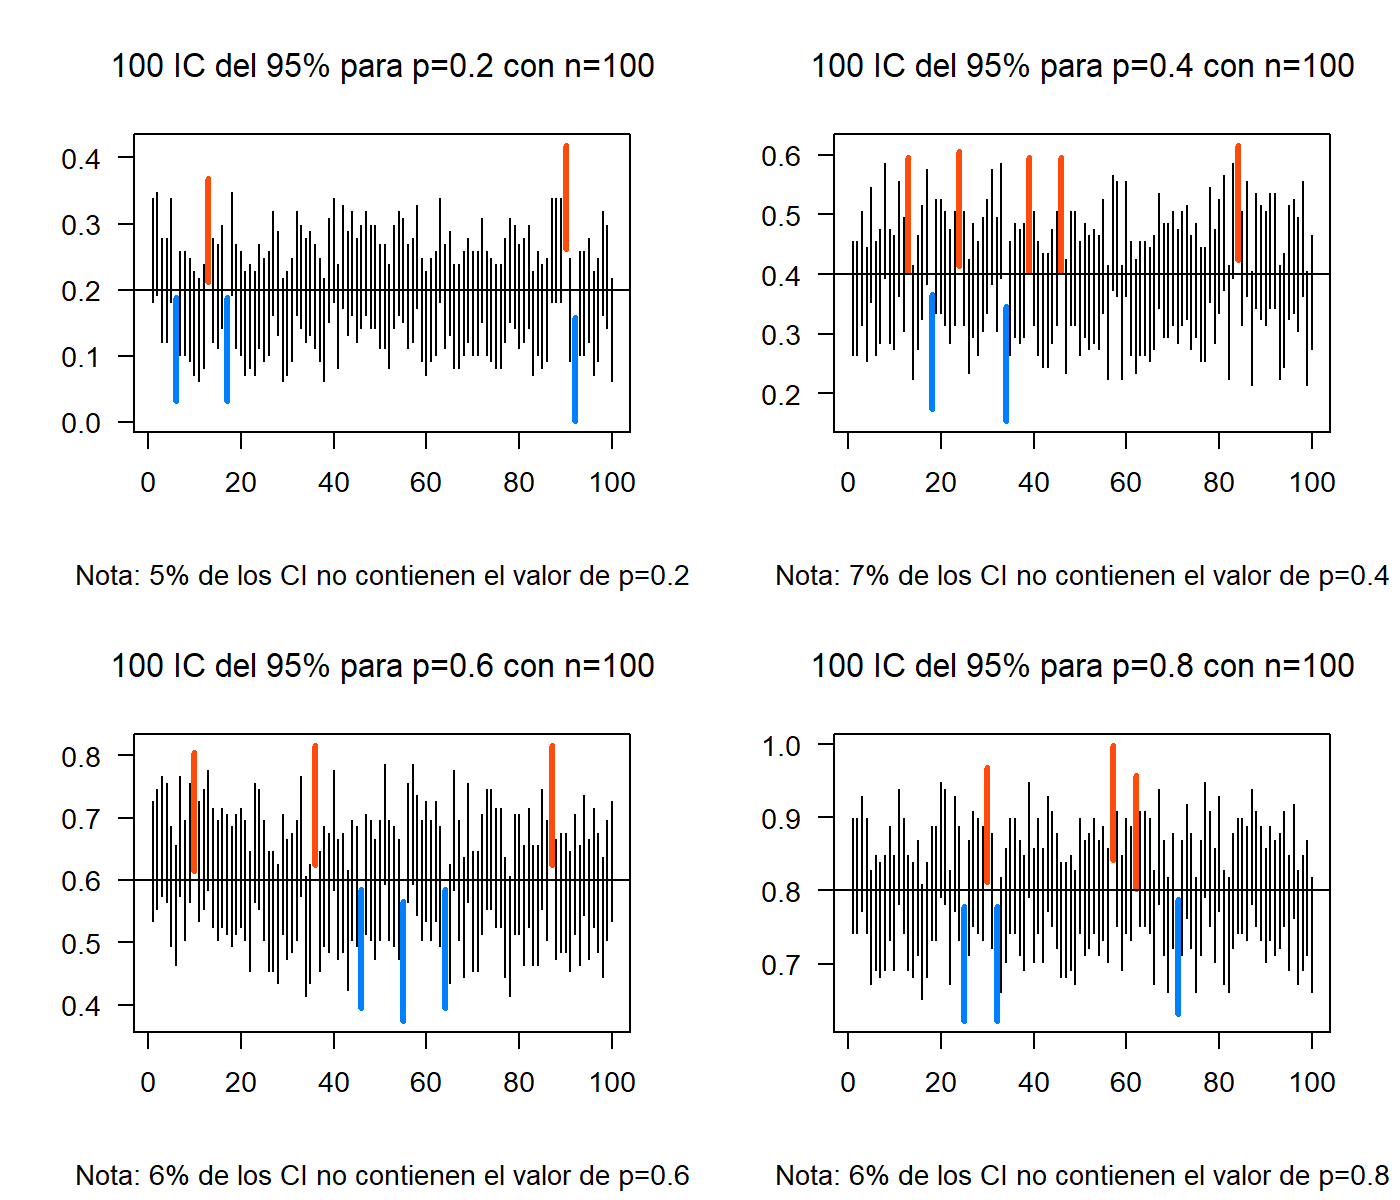 100 IC del 95% para p=0.2 con n=100
0.4
0.3
0.2
0.1
0.0
0 20 40 60 80 100
Nota: 5% de los CI no contienen el valor de p=0.2
100 IC del 95% para p=0.4 con n=100
0.6
0.5
0.4
0.3
0.2
0 20 40 60 80 100
Nota: 7% de los CI no contienen el valor de p=0.4
100 IC del 95% para p=0.6 con n=100
0.8
0.7
0.6
0.5
0.4
0 20 40 60 80 100
Nota: 6% de los CI no contienen el valor de p=0.6
100 IC del 95% para p=0.8 con n=100
1.0
0.9
0.8
0.7
0 20 40 60 80 100
Nota: 6% de los CI no contienen el valor de p=0.8